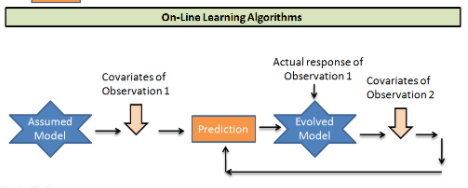 On-Line Learning Algorithms
Covariates of
Observation 1
Actual response of
Observation 1
Covariates of
Observation 2
Assumed
Model
Prediction
Evolved
Model